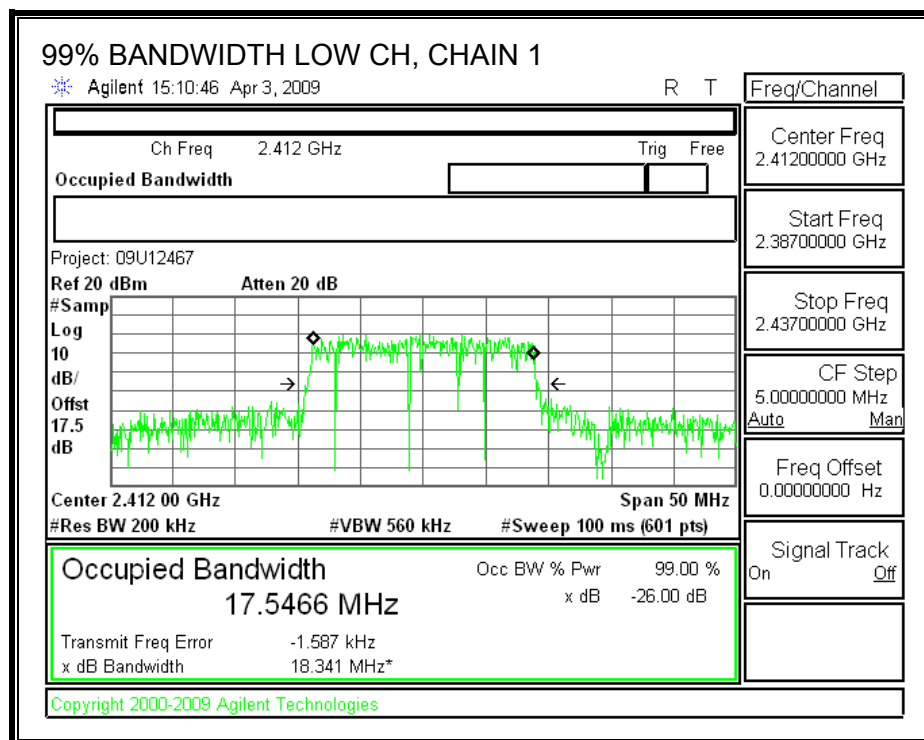 99% BANDWIDTH LOW CH, CHAIN 1
Agilent 15:10:46 Apr 3, 2009 R T
Ch Freq 2.412 GHz Trig Free
Occupied Bandwidth
Project: 09U12467
Ref 20 dBm Atten 20 dB
#Samp
Log
10
dB/
Offst
17.5
dB
Center 2.412 00 GHz Span 50 MHz
#Res BW 200 kHz #VBW 560 kHz #Sweep 100 ms (601 pts)
Occupied Bandwidth Occ BW % Pwr 99.00 %
17.5466 MHz x dB -26.00 dB
Transmit Freq Error -1.587 kHz
x dB Bandwidth 18.341 MHz*
Copyright 2000-2009 Agilent Technologies
Freq/Channel
Center Freq
2.41200000 GHz
Start Freq
2.38700000 GHz
Stop Freq
2.43700000 GHz
CF Step
5.00000000 MHz
Auto Man
Freq Offset
0.00000000 Hz
Signal Track
On Off